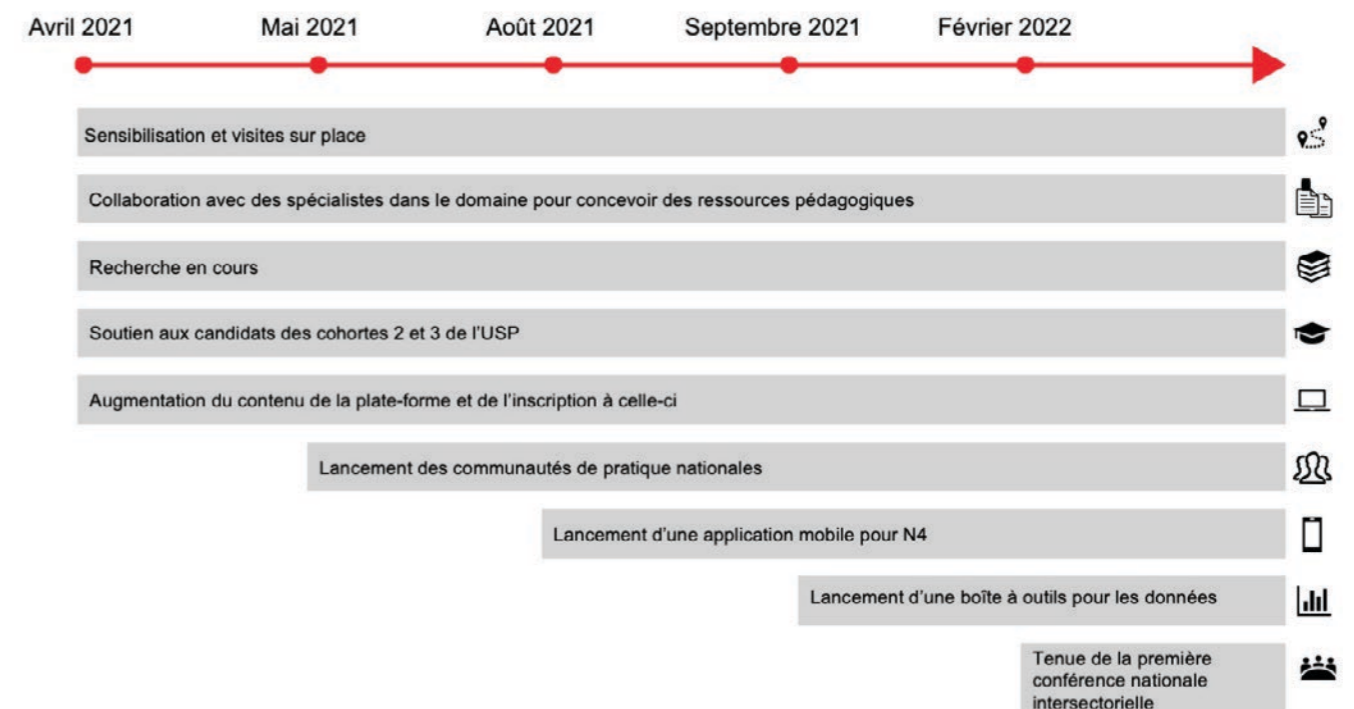 Avril 2021 Mai 2021 Août 2021 Septembre 2021 Février 2022
Sensibilisation et visites sur place
Collaboration avec des spécialistes dans le domaine pour concevoir des ressources pédagogiques
Recherche en cours
Soutien aux candidats des cohortes 2 et 3 de l'USP
Augmentation du contenu de la plate-forme et de l'inscription à celle-ci
Lancement des communautés de pratique nationales
Lancement d'une application mobile pour N4
Lancement d'une boîte à outils pour les données
Tenue de la première
conférence nationale
intersectorielle